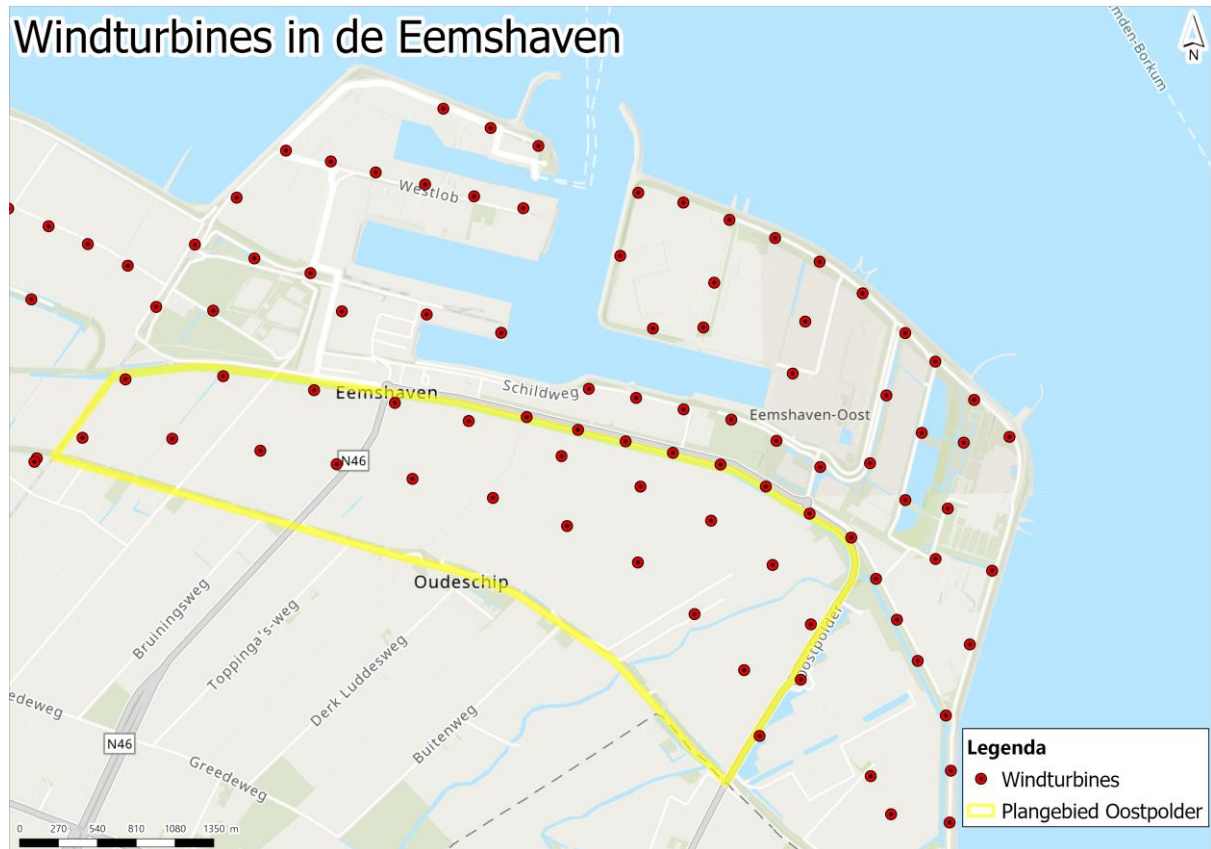 Windturbines in de Eemshaven
mden-Borkum
N
Westlob
Schildweg
Eemshaven
Eemshaven-Oost
N46
Oudeschip
Bruiningsweg
Toppinga's-weg
Derk Luddesweg
Oostpolder
Buitenweg
edeweg
N46
Greedeweg
Legenda
Windturbines
Plangebied Oostpolder
0 270 540 810 1080 1350 m